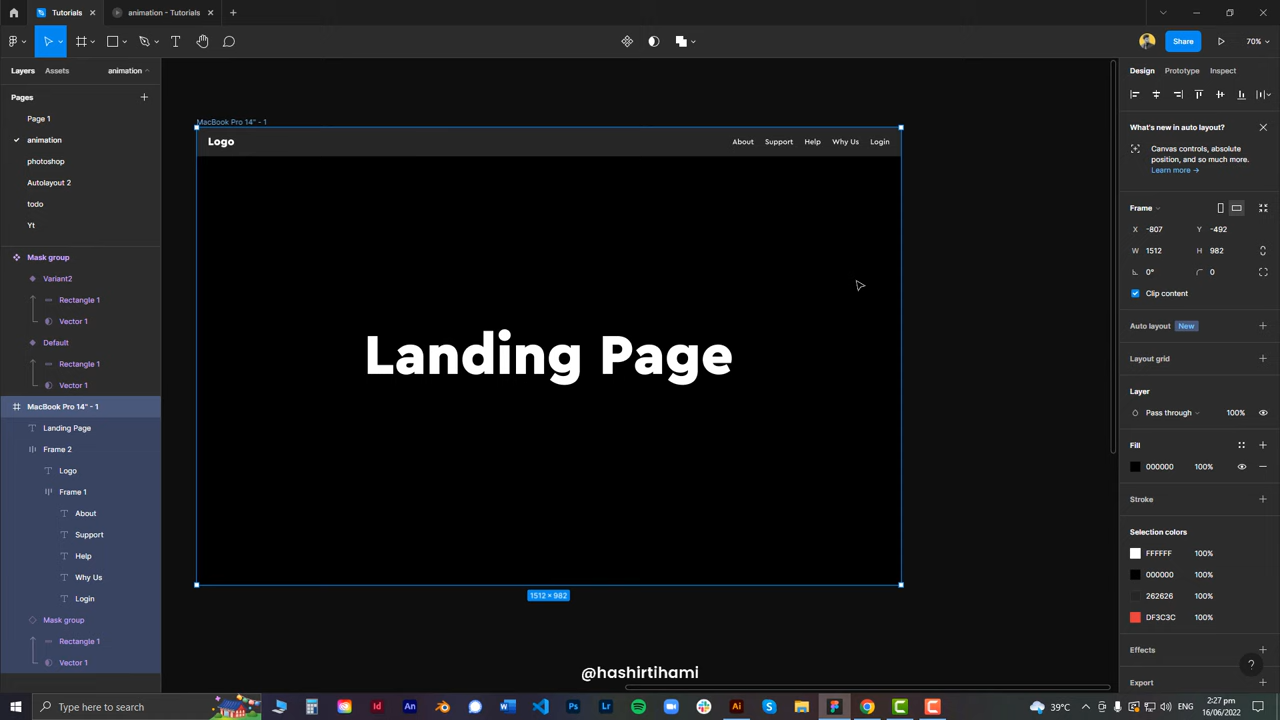 Tutorials
animation - Tutorials
Share
70%
Layers
Assets
animation
Design
Prototype
Inspect
Pages
Page 1
animation
photoshop
Autolayout 2
todo
Yt
Mask group
Variant2
Rectangle 1
Vector 1
Default
Rectangle 1
Vector 1
MacBook Pro 14" - 1
Landing Page
Frame 2
Logo
Frame 1
About
Support
Help
Why Us
Login
Mask group
Rectangle 1
Vector 1
MacBook Pro 14" - 1
Logo
About
Support
Help
Why Us
Login
Landing Page
1512 × 982
@hashirtihami
What's new in auto layout?
Canvas controls, absolute
position, and so much more.
Learn more →
Frame
X -807
Y -492
W 1512
H 982
0°
0
Clip content
Auto layout New
Layout grid
Layer
Pass through 100%
Fill
000000 100%
Stroke
Selection colors
FFFFFF 100%
000000 100%
262626 100%
DF3C3C 100%
Effects
Export
?
Type here to search
Id
An
W
Ps
Lr
Ai
S
C
C
39°C
ENG
2:27 pm
16/06/2022